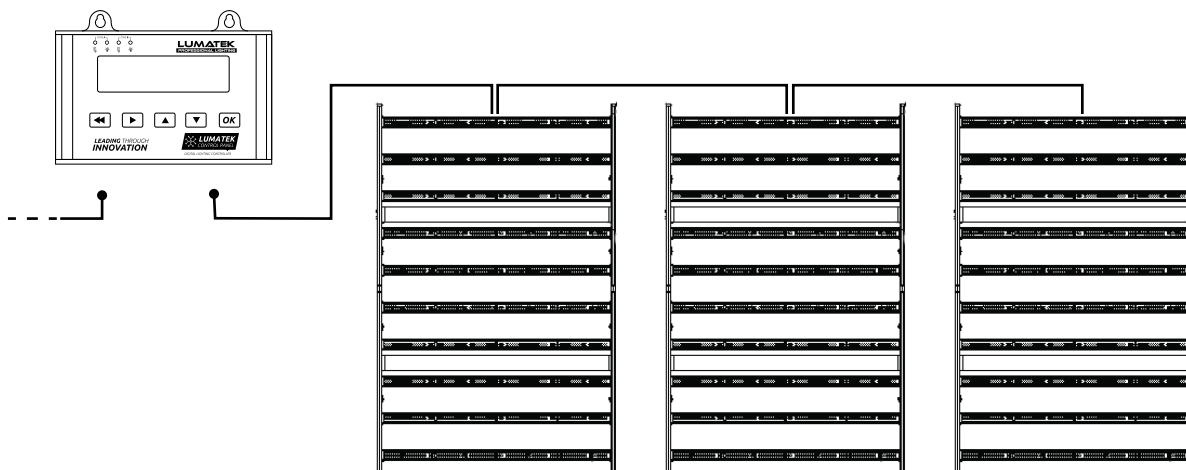 LUMATEK
PROFESSIONAL LIGHTING
OK
LEADING THROUGH
INNOVATION
LUMATEK
CONTROL PANEL
DIGITAL LIGHTING CONTROLLER